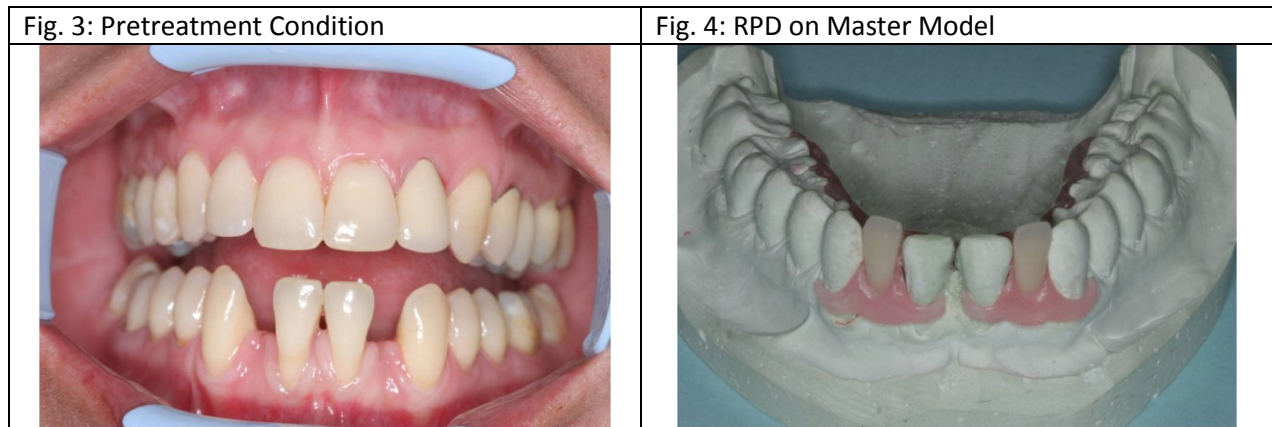 Fig. 3: Pretreatment Condition
Fig. 4: RPD on Master Model